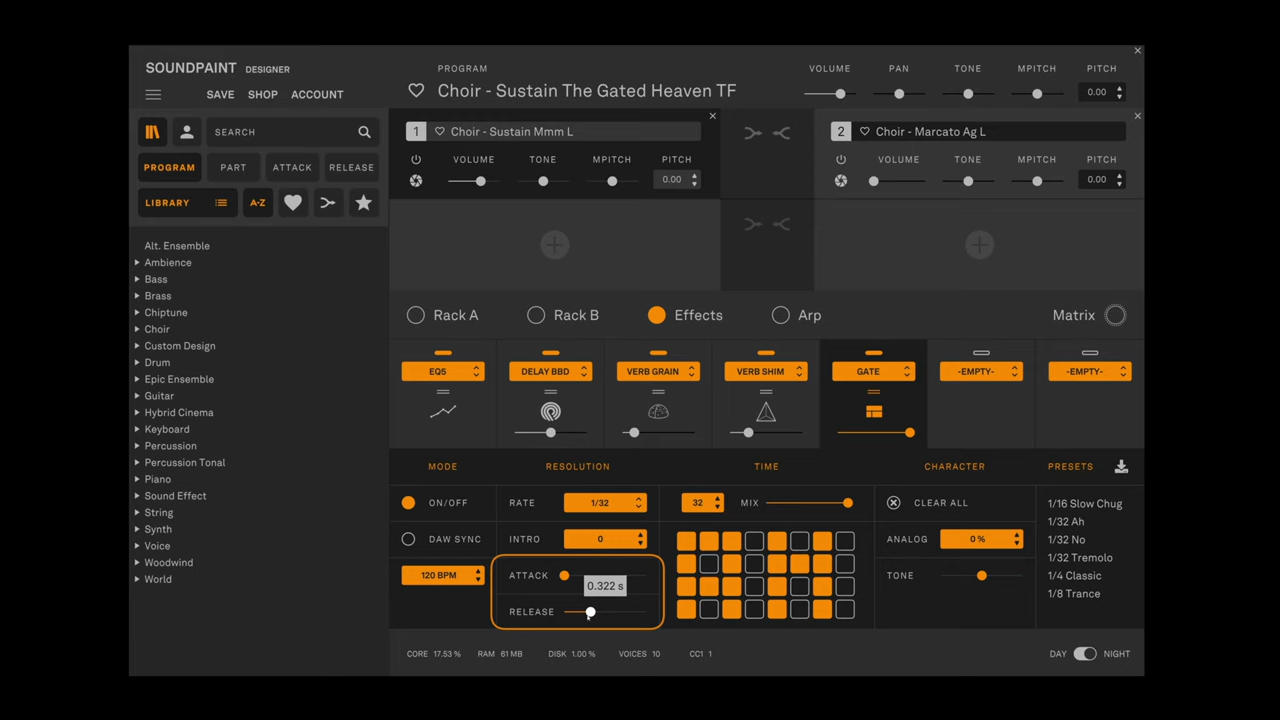 SOUNDPAINT DESIGNER
SAVE SHOP ACCOUNT
SEARCH
PROGRAM PART ATTACK RELEASE
LIBRARY A-Z
Alt. Ensemble
Ambience
Bass
Brass
Chiptune
Choir
Custom Design
Drum
Epic Ensemble
Guitar
Hybrid Cinema
Keyboard
Percussion
Percussion Tonal
Piano
Sound Effect
String
Synth
Voice
Woodwind
World
PROGRAM
Choir - Sustain The Gated Heaven TF
VOLUME PAN TONE MPITCH PITCH
0.00
1 Choir - Sustain Mmm L
VOLUME TONE MPITCH PITCH
0.00
2 Choir - Marcato Ag L
VOLUME TONE MPITCH PITCH
0.00
Rack A Rack B Effects Arp Matrix
EQ5 DELAY BBD VERB GRAIN VERB SHIM GATE -EMPTY- -EMPTY-
MODE
ON/OFF
DAW SYNC
120 BPM
RESOLUTION
RATE 1/32
INTRO 0
ATTACK
0.322 s
RELEASE
TIME
32 MIX
CHARACTER
CLEAR ALL
ANALOG 0 %
TONE
PRESETS
1/16 Slow Chug
1/32 Ah
1/32 No
1/32 Tremolo
1/4 Classic
1/8 Trance
CORE 17.53 % RAM 61 MB DISK 1.00 % VOICES 10 CC1 1
DAY NIGHT